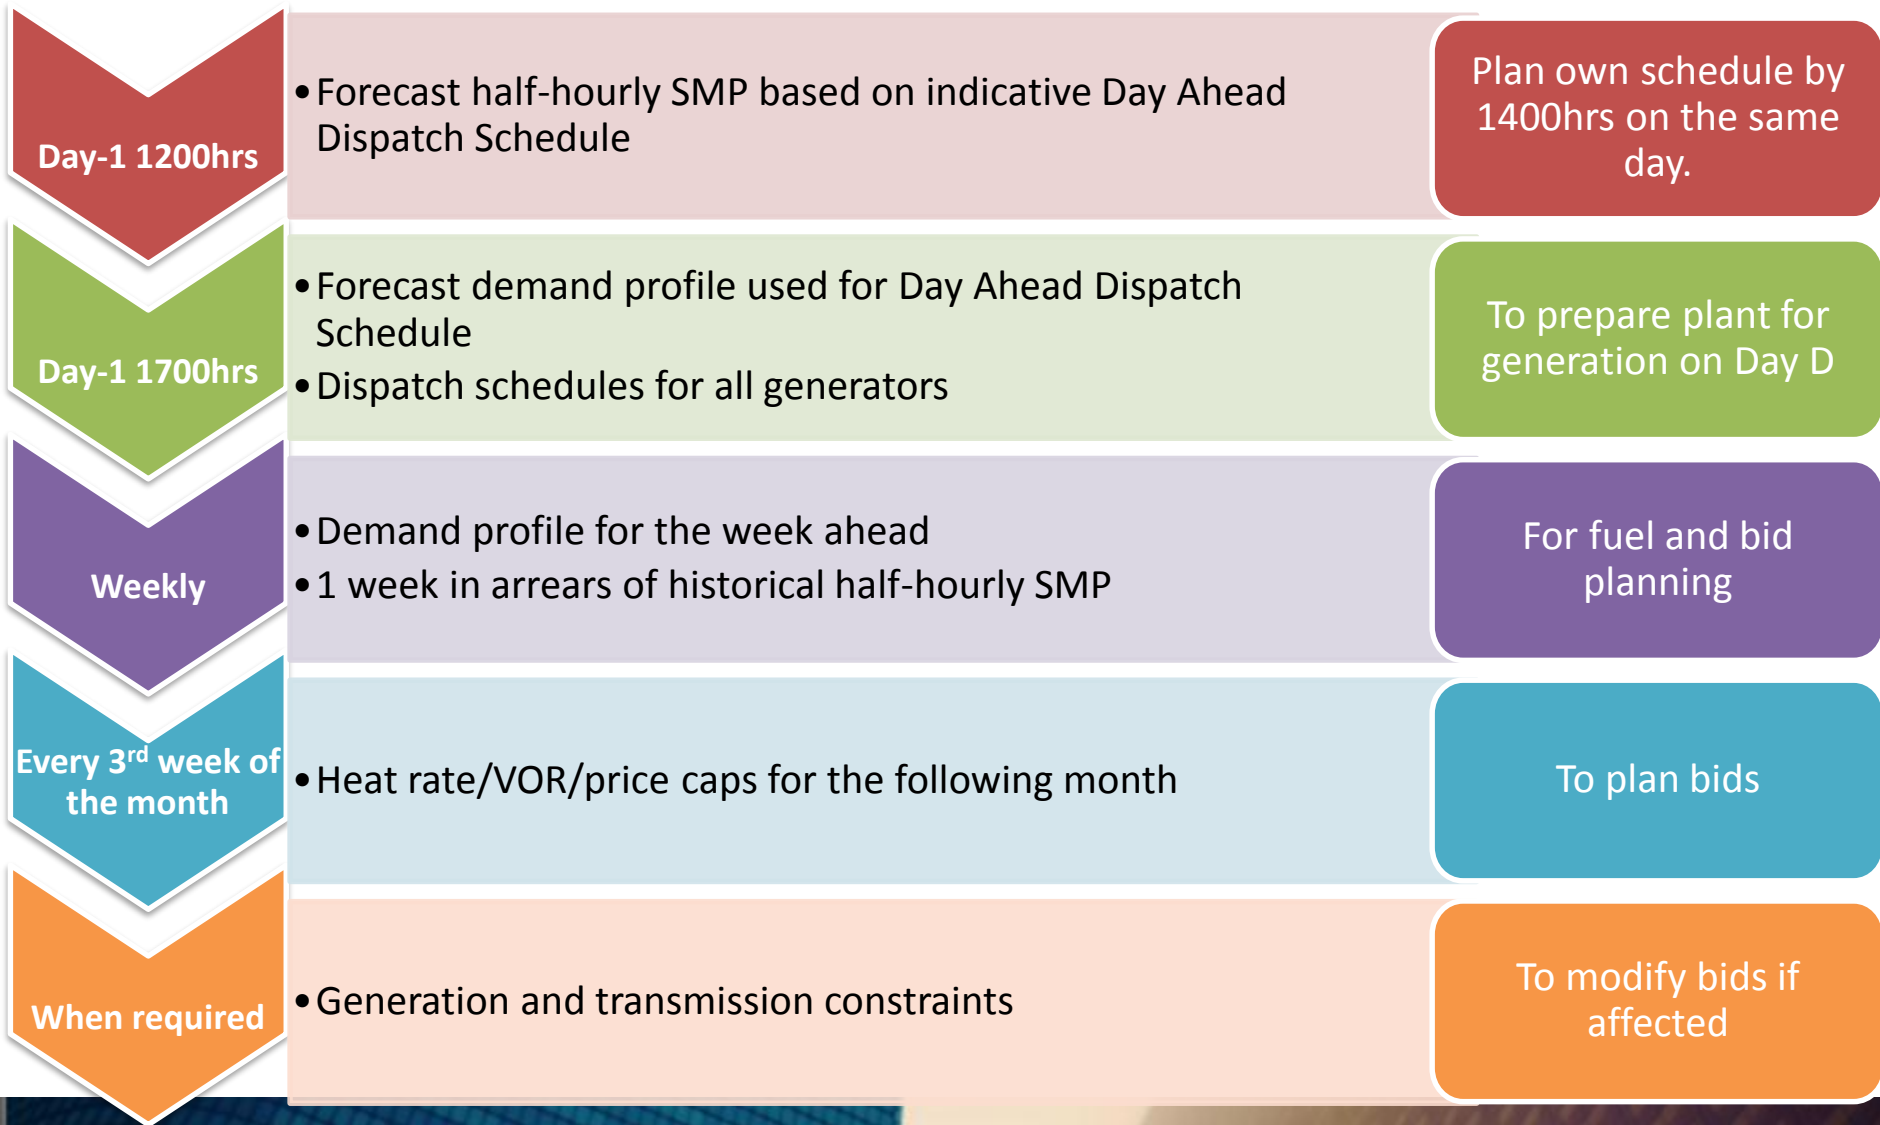 Day-1 1200hrs
•Forecast half-hourly SMP based on indicative Day Ahead
Dispatch Schedule
Plan own schedule by
1400hrs on the same
day.
Day-1 1700hrs
•Forecast demand profile used for Day Ahead Dispatch
Schedule
•Dispatch schedules for all generators
To prepare plant for
generation on Day D
Weekly
•Demand profile for the week ahead
•1 week in arrears of historical half-hourly SMP
For fuel and bid
planning
Every 3rd week of
the month
•Heat rate/VOR/price caps for the following month
To plan bids
When required
•Generation and transmission constraints
To modify bids if
affected